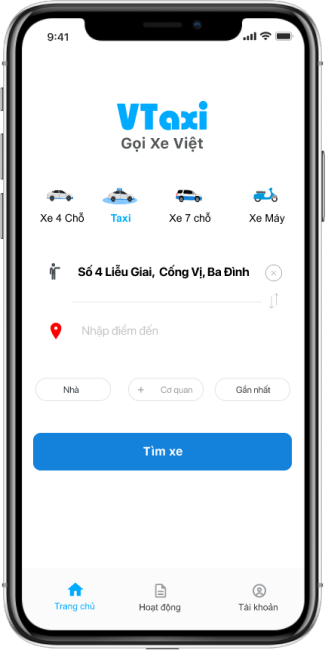 9:41
VTaxi
Gọi Xe Việt
Xe 4 Chỗ
Taxi
Xe 7 chỗ
Xe Máy
Số 4 Liễu Giai, Cống Vị, Ba Đình
Nhập điểm đến
Nhà
+ Cơ quan
Gần nhất
Tìm xe
Trang chủ
Hoạt động
Tài khoản